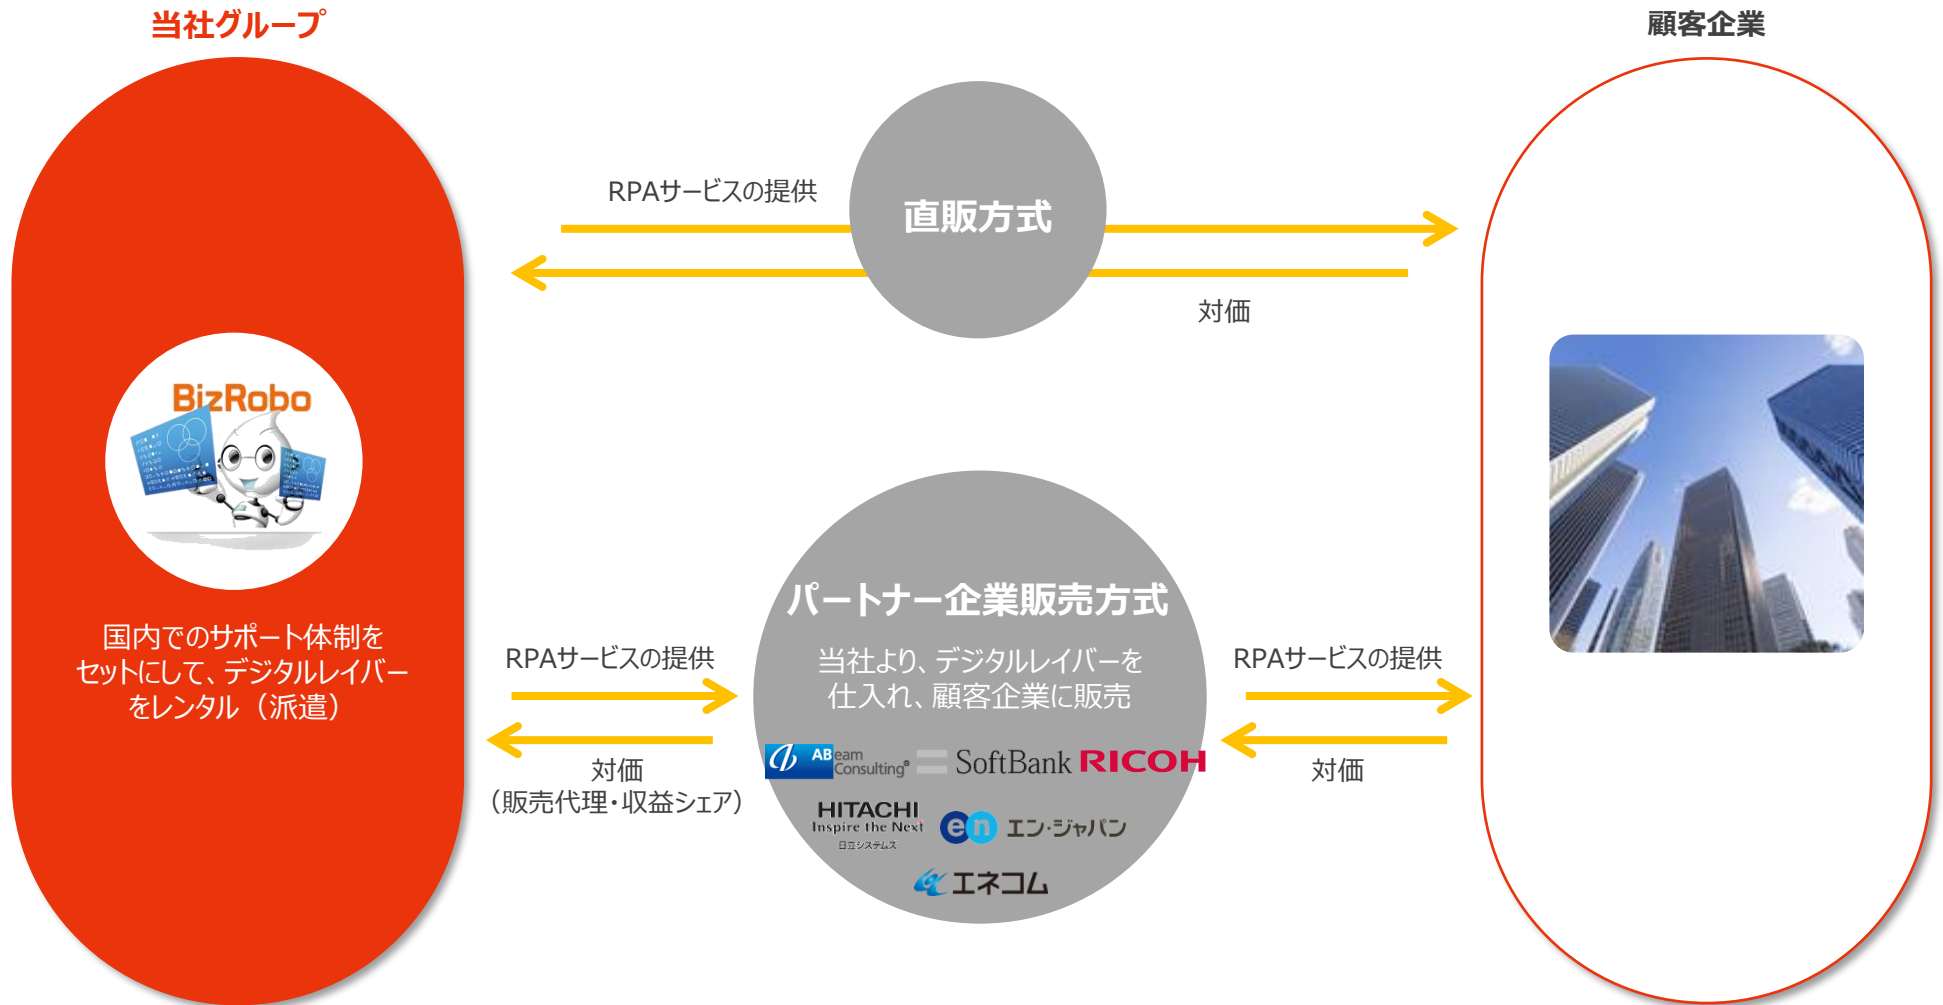 当社グループ
顧客企業
RPAサービスの提供
直販方式
対価
BizRobo
国内でのサポート体制を
セットにして、デジタルレイバー
をレンタル（派遣）
パートナー企業販売方式
当社より、デジタルレイバーを
仕入れ、顧客企業に販売
RPAサービスの提供
対価
（販売代理・収益シェア）
RPAサービスの提供
対価
ABeam
Consulting®
SoftBank
RICOH
HITACHI
Inspire the Next
日立システムズ
en エン・ジャパン
エネコム